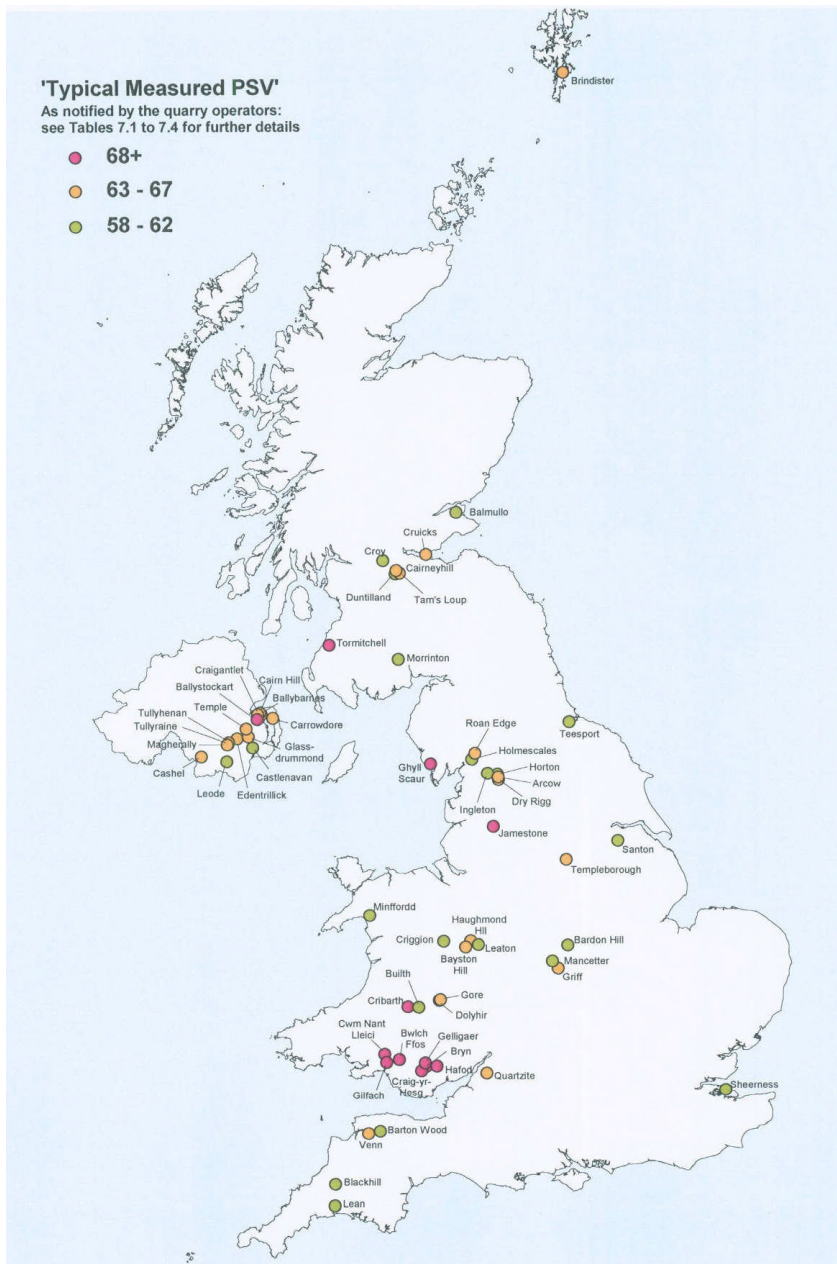 'Typical Measured PSV'
As notified by the quarry operators:
see Tables 7.1 to 7.4 for further details
68+
63 - 67
58 - 62
Brindister
Balmullo
Cruicks
Croy
Cairneyhill
Duntilland
Tam's Loup
Tormitchell
Morrinton
Craigantlet
Cairn Hill
Ballystockart
Ballybarnes
Temple
Tullyhenan
Carrowdore
Tullyraine
Magherally
Glass-
drummond
Cashel
Castlenavan
Leode
Edentrillick
Roan Edge
Teesport
Holmescales
Ghyll
Scaur
Horton
Arcow
Ingleton
Dry Rigg
Jamestone
Santon
Templeborough
Minffordd
Haughmond
Hill
Criggion
Leaton
Bayston
Hill
Bardon Hill
Mancetter
Griff
Builth
Cribarth
Gore
Dolyhir
Cwm Nant
Lleici
Bwlch
Ffos
Gelligaer
Bryn
Hafod
Craig-yr-
Hesg
Gilfach
Quartzite
Sheerness
Barton Wood
Venn
Blackhill
Lean